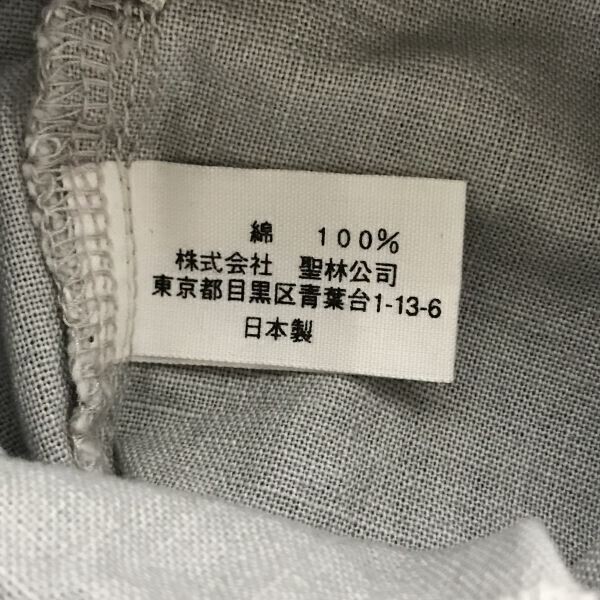 綿 100%
株式会社 聖林公司
東京都目黒区青葉台1-13-6
日本製